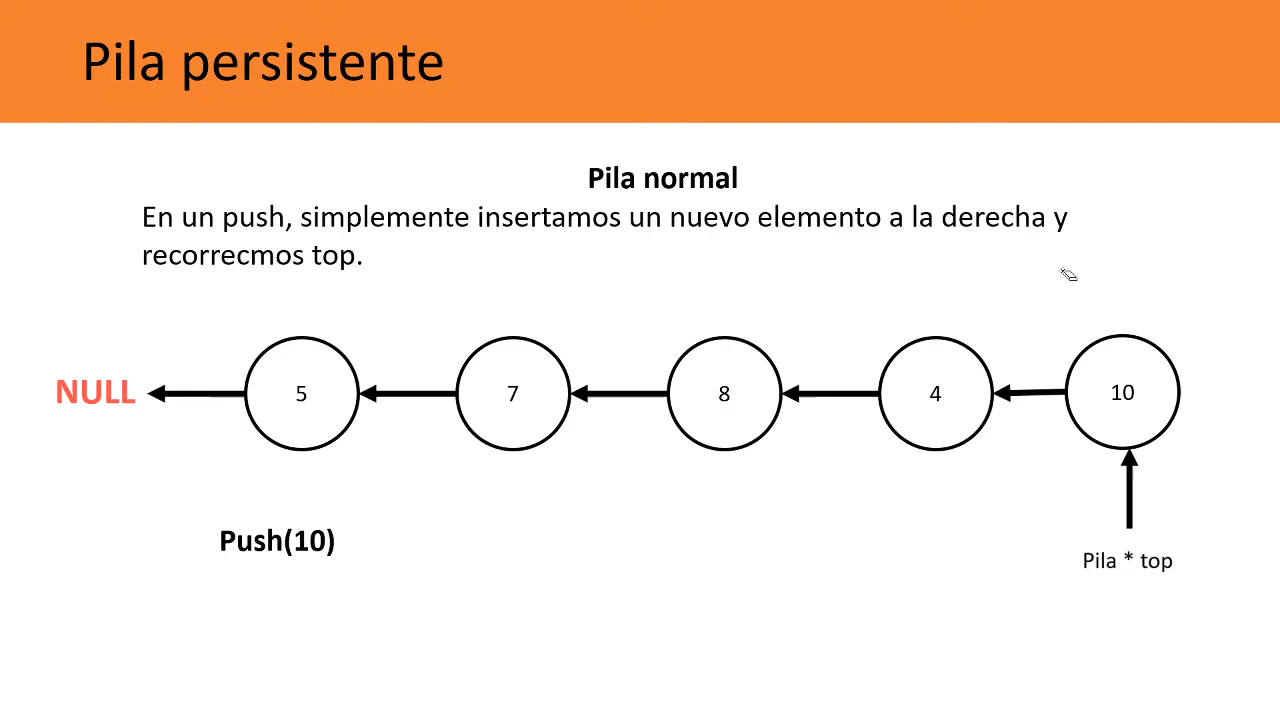 Pila persistente
Pila normal
En un push, simplemente insertamos un nuevo elemento a la derecha y
recorrecmos top.
NULL
5
7
8
4
10
Push(10)
Pila * top